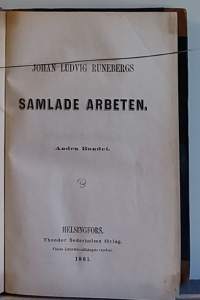 JOHAN LUDVIG RUNEBERGS
SAMLADE ARBETEN.
Andra Bandet.
HELSINGFORS,
Theodor Sederholms förlag.
1861.